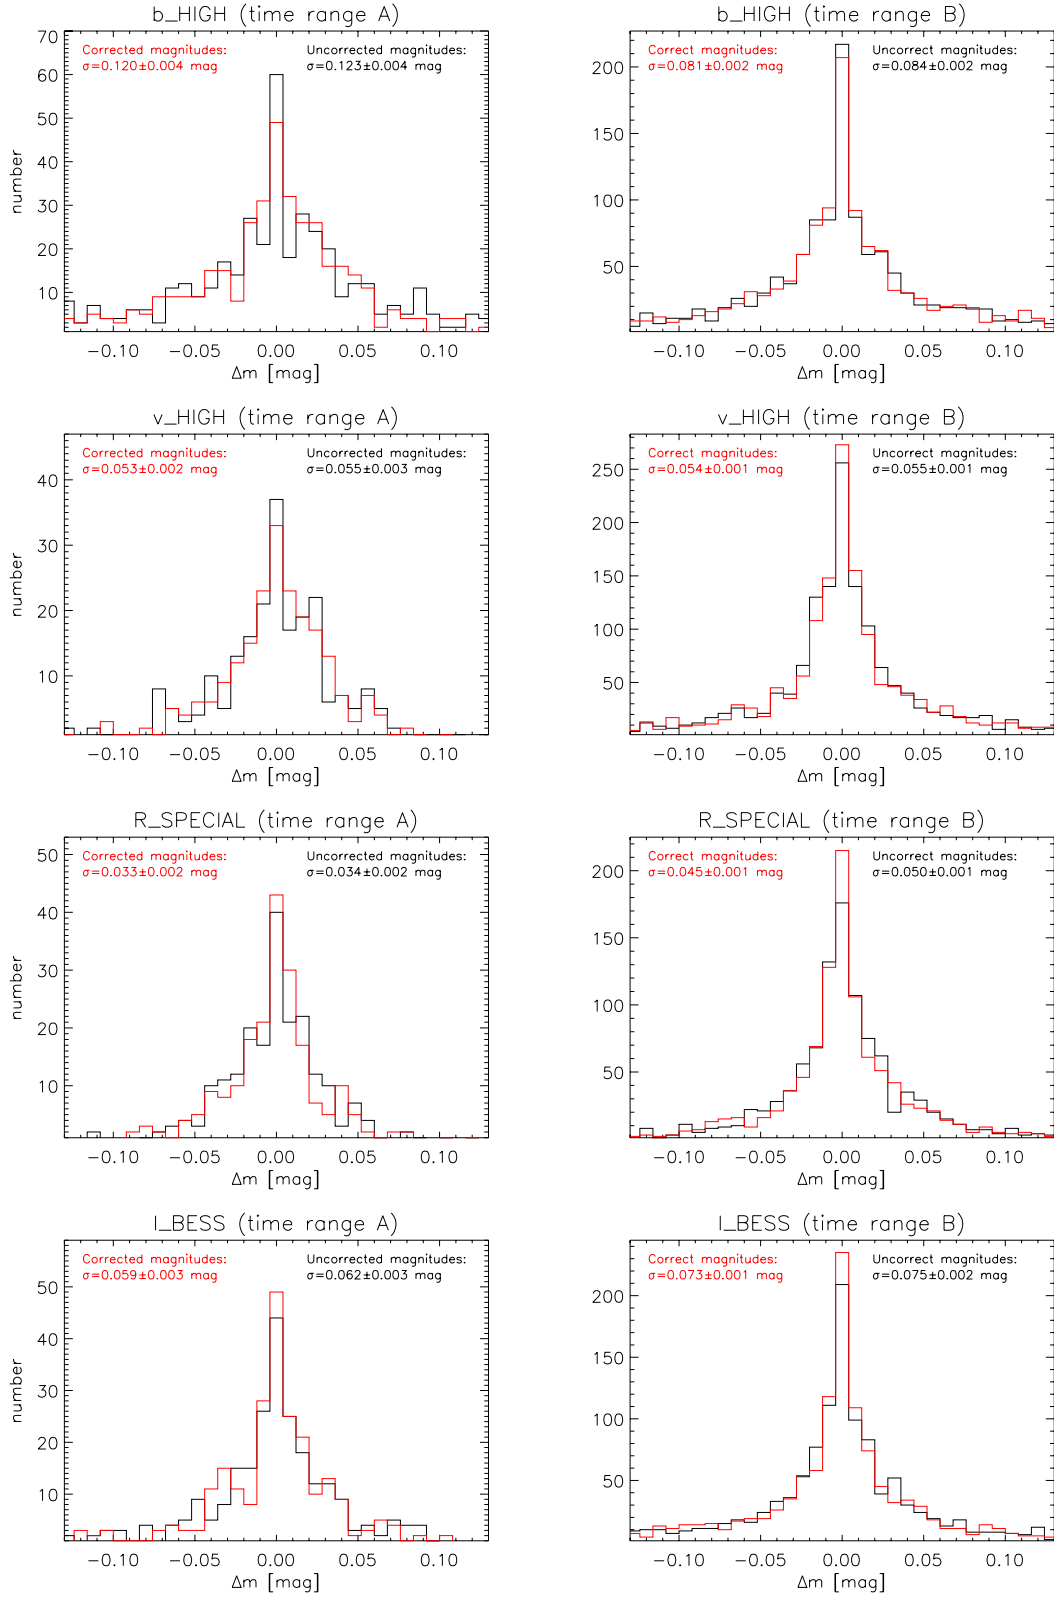 b_HIGH (time range A)
Corrected magnitudes:
σ=0.120±0.004 mag
Uncorrected magnitudes:
σ=0.123±0.004 mag
70
60
50
40
30
20
10
number
−0.10 −0.05 0.00 0.05 0.10
Δm [mag]
b_HIGH (time range B)
Correct magnitudes:
σ=0.081±0.002 mag
Uncorrect magnitudes:
σ=0.084±0.002 mag
200
150
100
50
−0.10 −0.05 0.00 0.05 0.10
Δm [mag]
v_HIGH (time range A)
Corrected magnitudes:
σ=0.053±0.002 mag
Uncorrected magnitudes:
σ=0.055±0.003 mag
40
30
20
10
number
−0.10 −0.05 0.00 0.05 0.10
Δm [mag]
v_HIGH (time range B)
Correct magnitudes:
σ=0.054±0.001 mag
Uncorrect magnitudes:
σ=0.055±0.001 mag
250
200
150
100
50
−0.10 −0.05 0.00 0.05 0.10
Δm [mag]
R_SPECIAL (time range A)
Corrected magnitudes:
σ=0.033±0.002 mag
Uncorrected magnitudes:
σ=0.034±0.002 mag
50
40
30
20
10
number
−0.10 −0.05 0.00 0.05 0.10
Δm [mag]
R_SPECIAL (time range B)
Correct magnitudes:
σ=0.045±0.001 mag
Uncorrect magnitudes:
σ=0.050±0.001 mag
200
150
100
50
−0.10 −0.05 0.00 0.05 0.10
Δm [mag]
I_BESS (time range A)
Corrected magnitudes:
σ=0.059±0.003 mag
Uncorrected magnitudes:
σ=0.062±0.003 mag
50
40
30
20
10
number
−0.10 −0.05 0.00 0.05 0.10
Δm [mag]
I_BESS (time range B)
Correct magnitudes:
σ=0.073±0.001 mag
Uncorrect magnitudes:
σ=0.075±0.002 mag
200
150
100
50
−0.10 −0.05 0.00 0.05 0.10
Δm [mag]